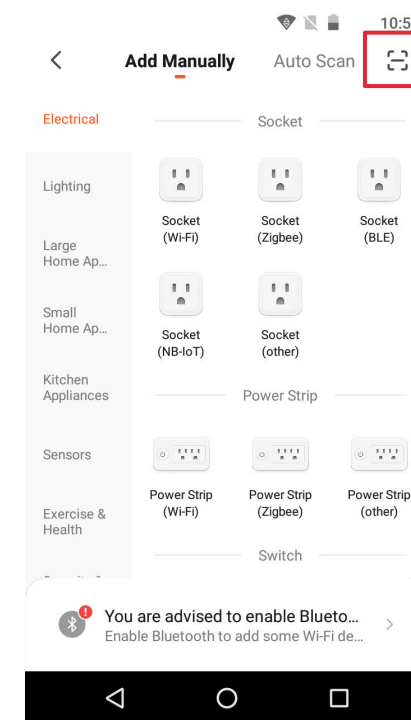 10:5
Add Manually Auto Scan
Electrical
Socket
Lighting
Socket
(Wi-Fi)
Socket
(Zigbee)
Socket
(BLE)
Large
Home Ap...
Small
Home Ap...
Socket
(NB-IoT)
Socket
(other)
Kitchen
Appliances
Power Strip
Sensors
Power Strip
(Wi-Fi)
Power Strip
(Zigbee)
Power Strip
(other)
Exercise &
Health
Switch
You are advised to enable Blueto...
Enable Bluetooth to add some Wi-Fi de...